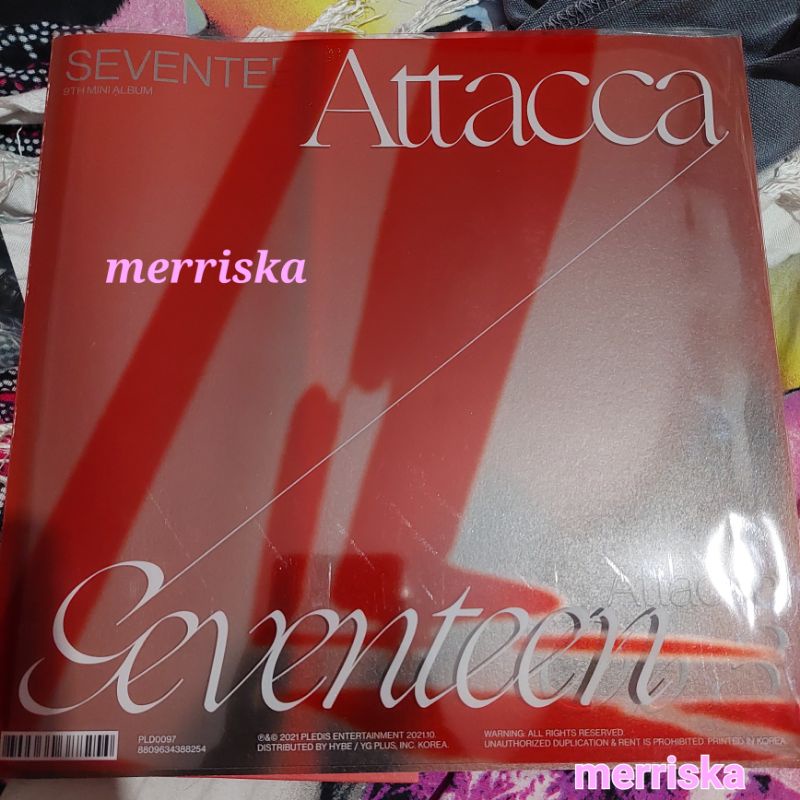 SEVENTEE
9TH MINI ALBUM
Attacca
merriska
Attacca
Seventeen
PLD0097
8809634388254
℗&© 2021 PLEDIS ENTERTAINMENT 2021.10.
DISTRIBUTED BY HYBE / YG PLUS, INC. KOREA.
WARNING: ALL RIGHTS RESERVED
UNAUTHORIZED DUPLICATION & RENT IS PROHIBITED. PRINTED IN KOREA
merriska